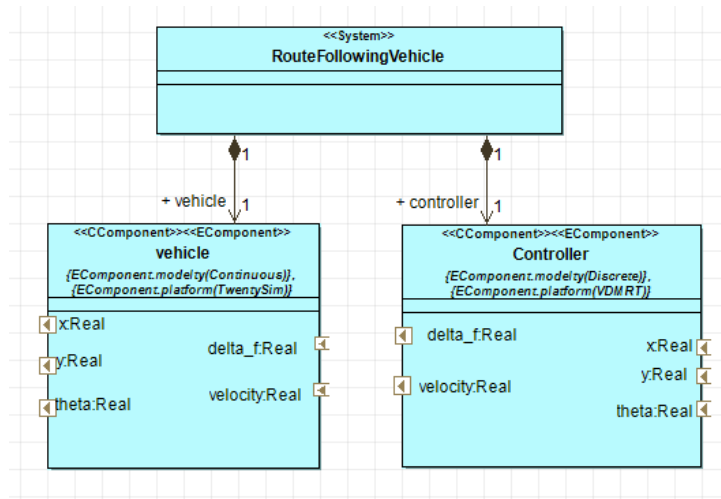 <<System>>
RouteFollowingVehicle
1
1
+ vehicle
1
+ controller
1
<<CComponent>><<EComponent>>
vehicle
{EComponent.modelty(Continuous)},
{EComponent.platform(TwentySim)}
x:Real
y:Real
theta:Real
delta_f:Real
velocity:Real
<<CComponent>><<EComponent>>
Controller
{EComponent.modelty(Discrete)},
{EComponent.platform(VDMRT)}
delta_f:Real
velocity:Real
x:Real
y:Real
theta:Real